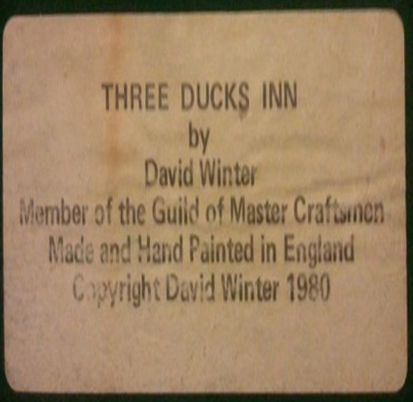 THREE DUCKS INN
by
David Winter
Member of the Guild of Master Craftsmen
Made and Hand Painted in England
Copyright David Winter 1980